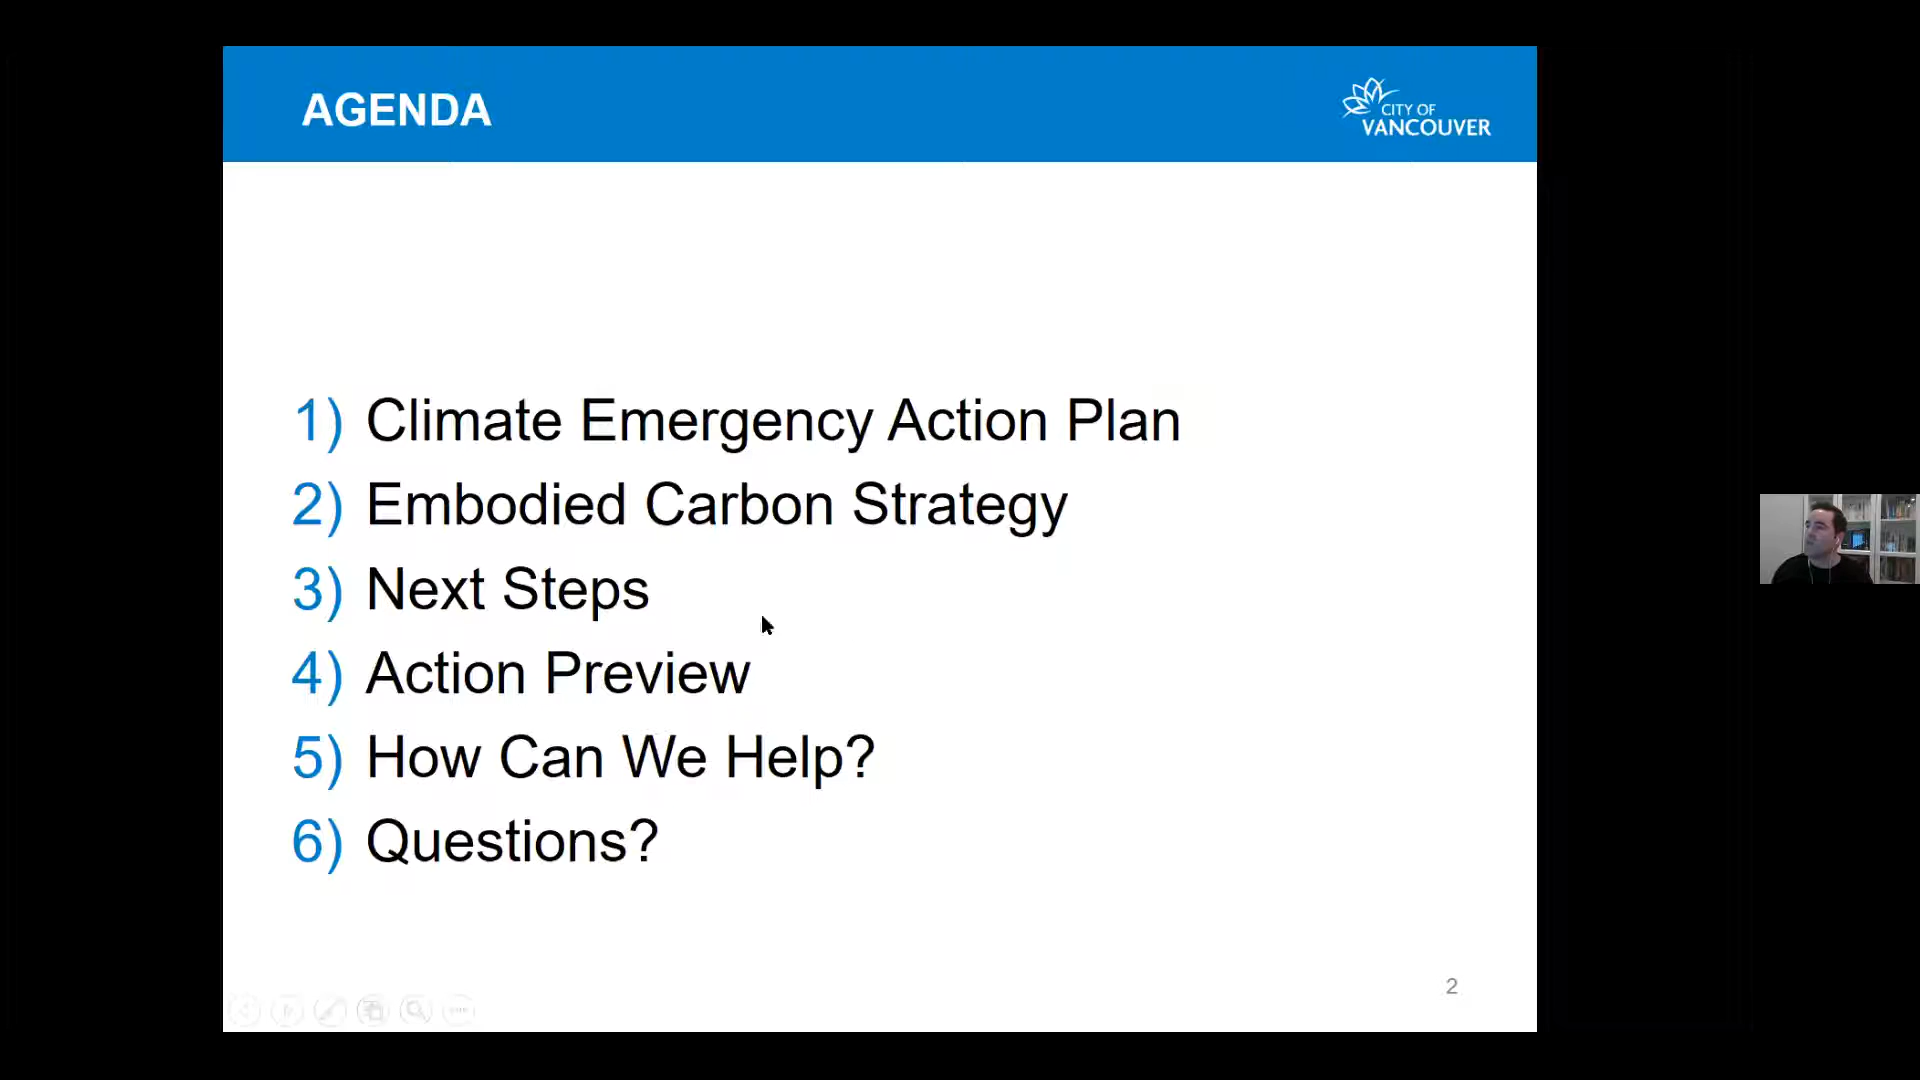 AGENDA
CITY OF
VANCOUVER
1) Climate Emergency Action Plan
2) Embodied Carbon Strategy
3) Next Steps
4) Action Preview
5) How Can We Help?
6) Questions?
2